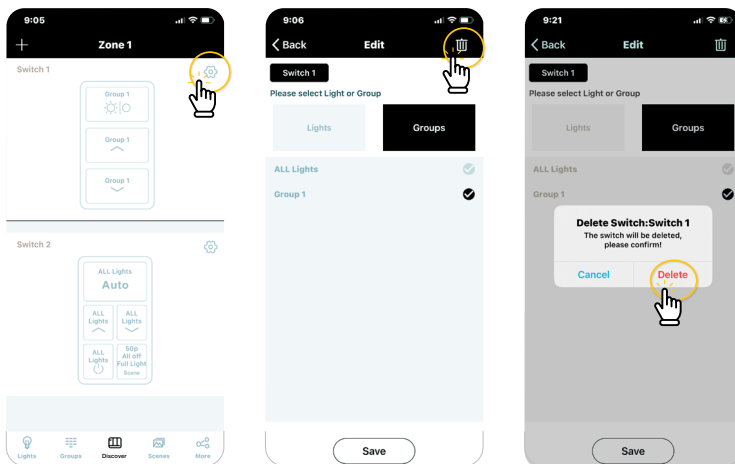 9:05
Zone 1
Switch 1
Group 1
Group 1
Group 1
Switch 2
ALL Lights
Auto
ALL
Lights
ALL
Lights
ALL
Lights
50p
All off
Full Light
Scene
Lights
Groups
Discover
Scenes
More
9:06
Back
Edit
Switch 1
Please select Light or Group
Lights
Groups
ALL Lights
Group 1
Save
9:21
Back
Edit
Switch 1
Please select Light or Group
Lights
Groups
ALL Lights
Group 1
Delete Switch:Switch 1
The switch will be deleted,
please confirm!
Cancel
Delete
Save